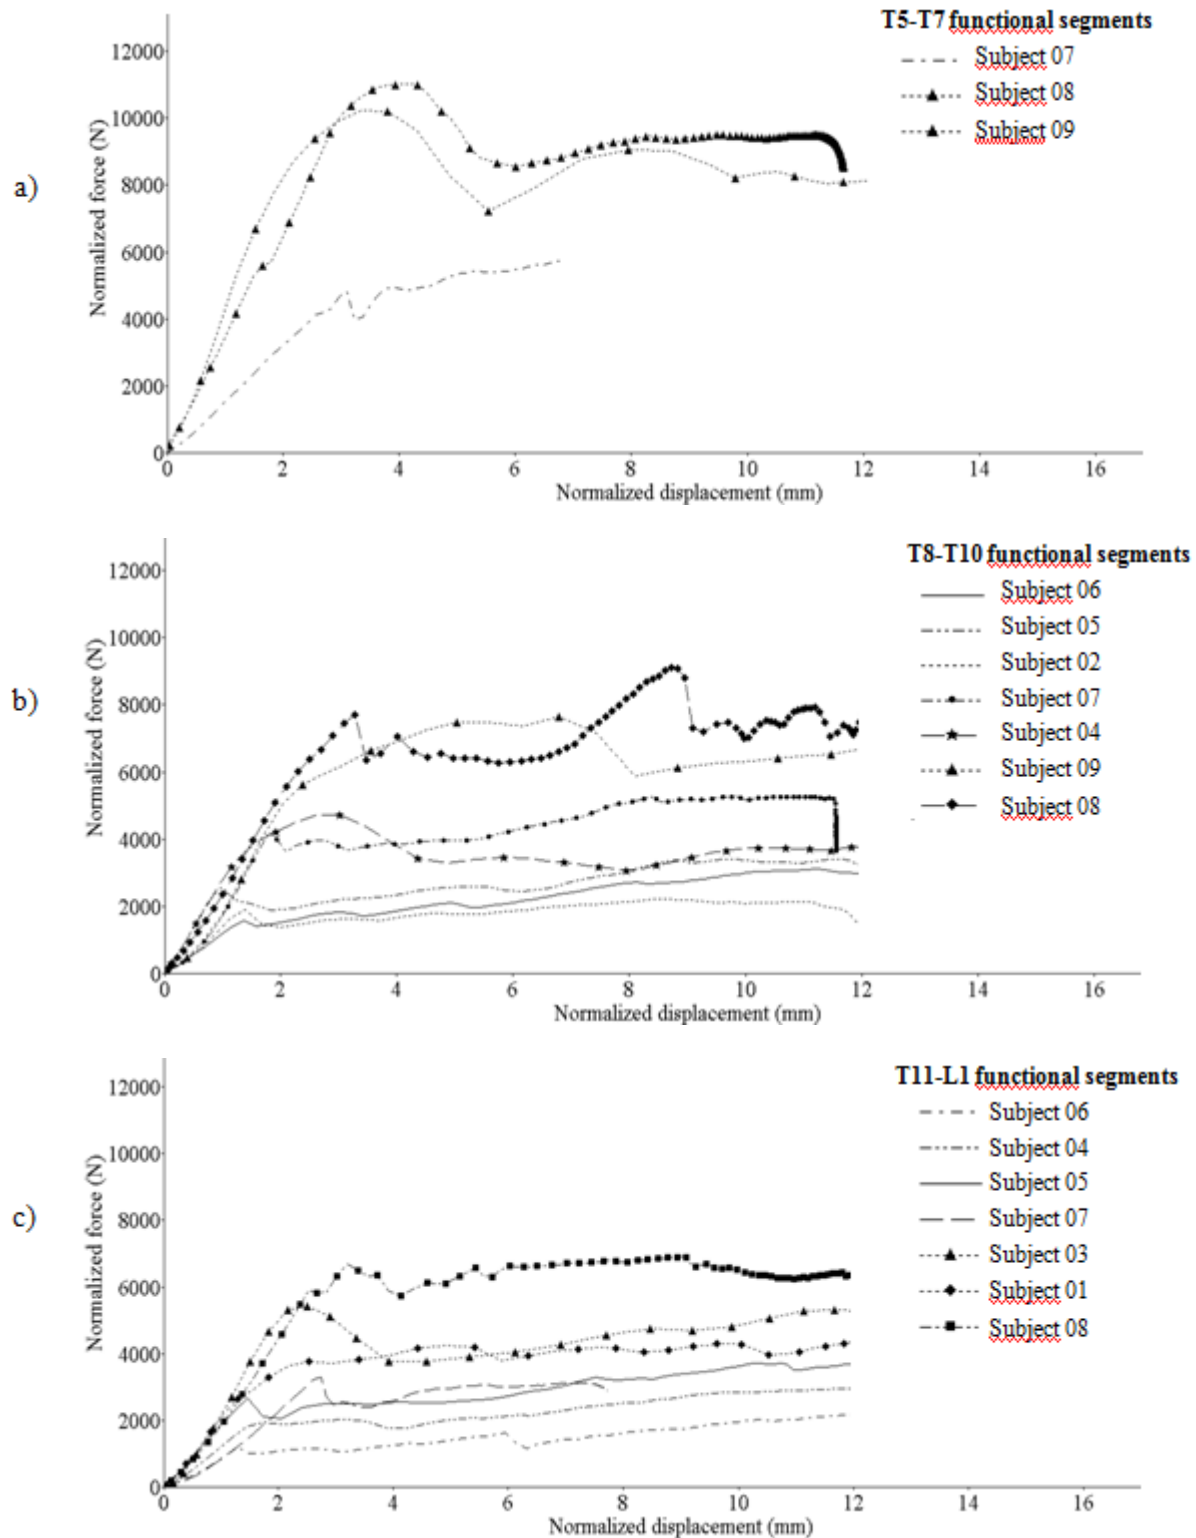 a)
Normalized force (N)
12000
10000
8000
6000
4000
2000
0
0 2 4 6 8 10 12 14 16
Normalized displacement (mm)
T5-T7 functional segments
Subject 07
Subject 08
Subject 09
b)
Normalized force (N)
12000
10000
8000
6000
4000
2000
0
0 2 4 6 8 10 12 14 16
Normalized displacement (mm)
T8-T10 functional segments
Subject 06
Subject 05
Subject 02
Subject 07
Subject 04
Subject 09
Subject 08
c)
Normalized force (N)
12000
10000
8000
6000
4000
2000
0
0 2 4 6 8 10 12 14 16
Normalized displacement (mm)
T11-L1 functional segments
Subject 06
Subject 04
Subject 05
Subject 07
Subject 03
Subject 01
Subject 08